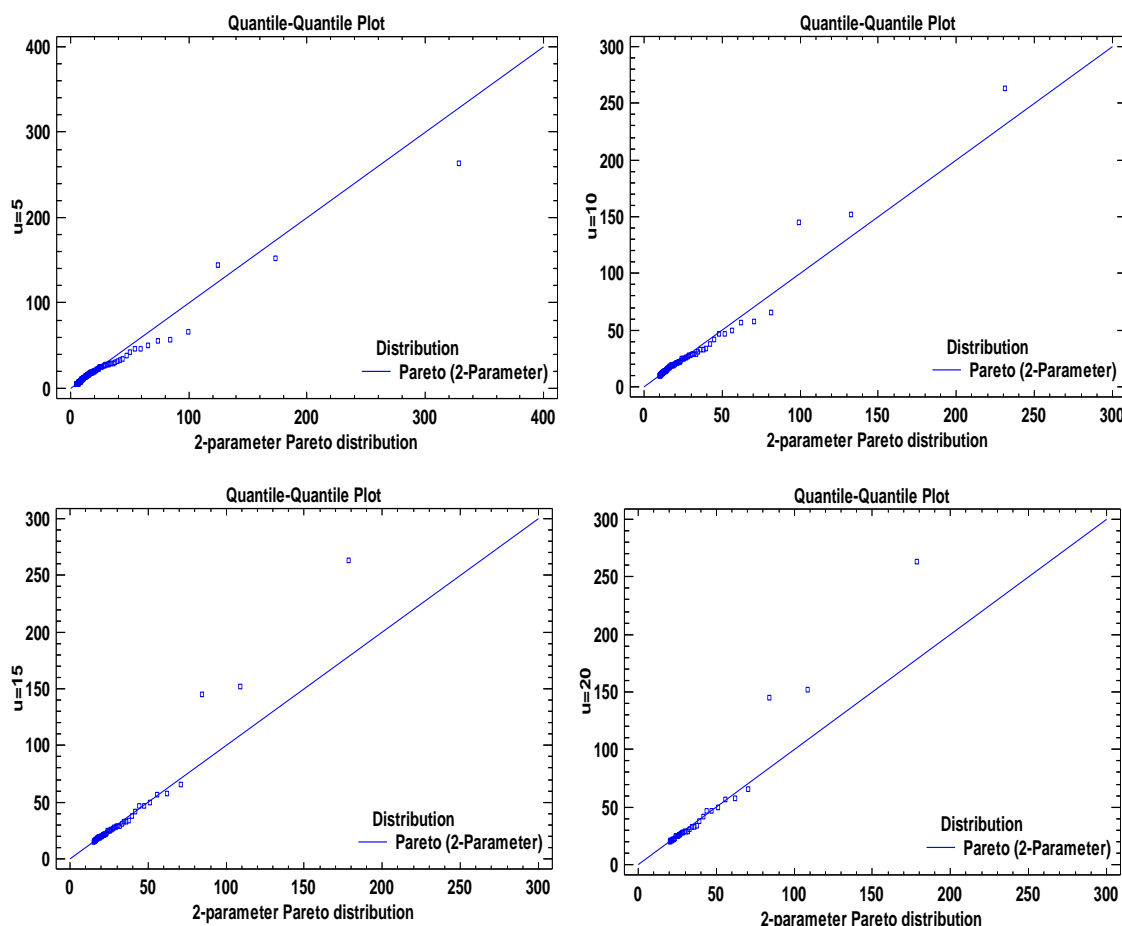 Quantile-Quantile Plot
400
300
200
100
0
u=5
0 100 200 300 400
2-parameter Pareto distribution
Distribution
Pareto (2-Parameter)
Quantile-Quantile Plot
300
250
200
150
100
50
0
u=10
0 50 100 150 200 250 300
2-parameter Pareto distribution
Distribution
Pareto (2-Parameter)
Quantile-Quantile Plot
300
250
200
150
100
50
0
u=15
0 50 100 150 200 250 300
2-parameter Pareto distribution
Distribution
Pareto (2-Parameter)
Quantile-Quantile Plot
300
250
200
150
100
50
0
u=20
0 50 100 150 200 250 300
2-parameter Pareto distribution
Distribution
Pareto (2-Parameter)